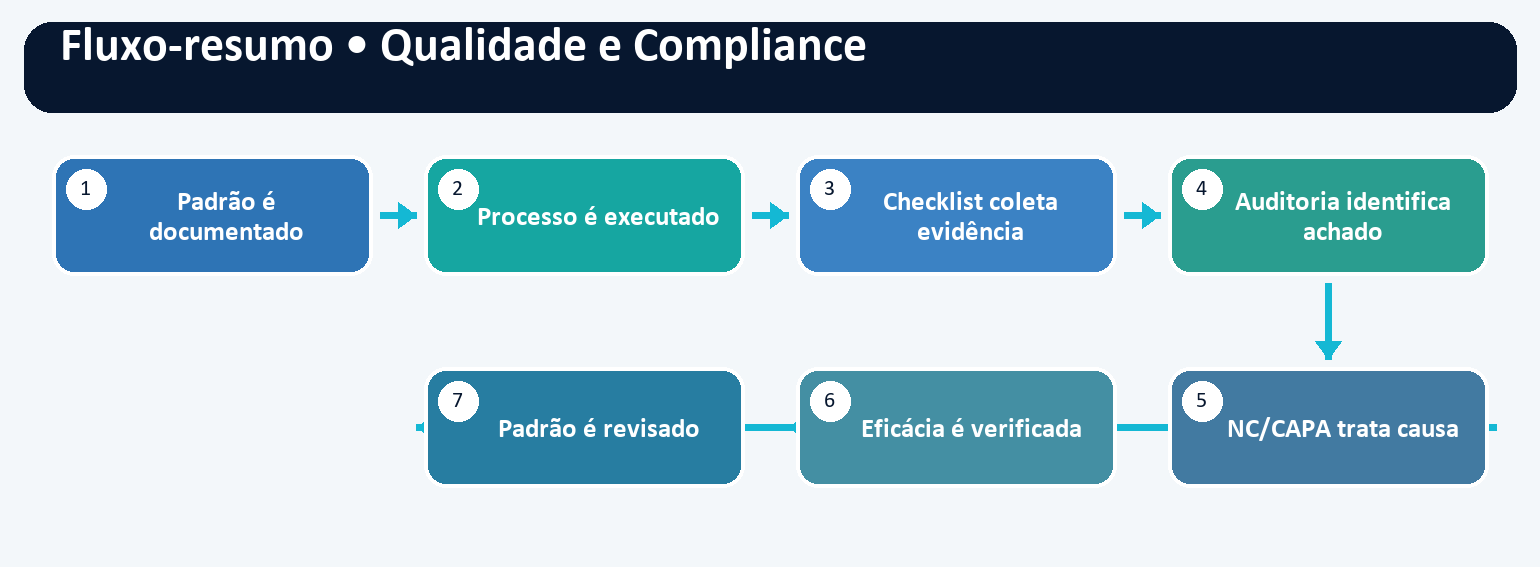 Fluxo-resumo • Qualidade e Compliance
1
Padrão é
documentado
2
Processo é executado
3
Checklist coleta
evidência
4
Auditoria identifica
achado
7
Padrão é revisado
6
Eficácia é verificada
5
NC/CAPA trata causa